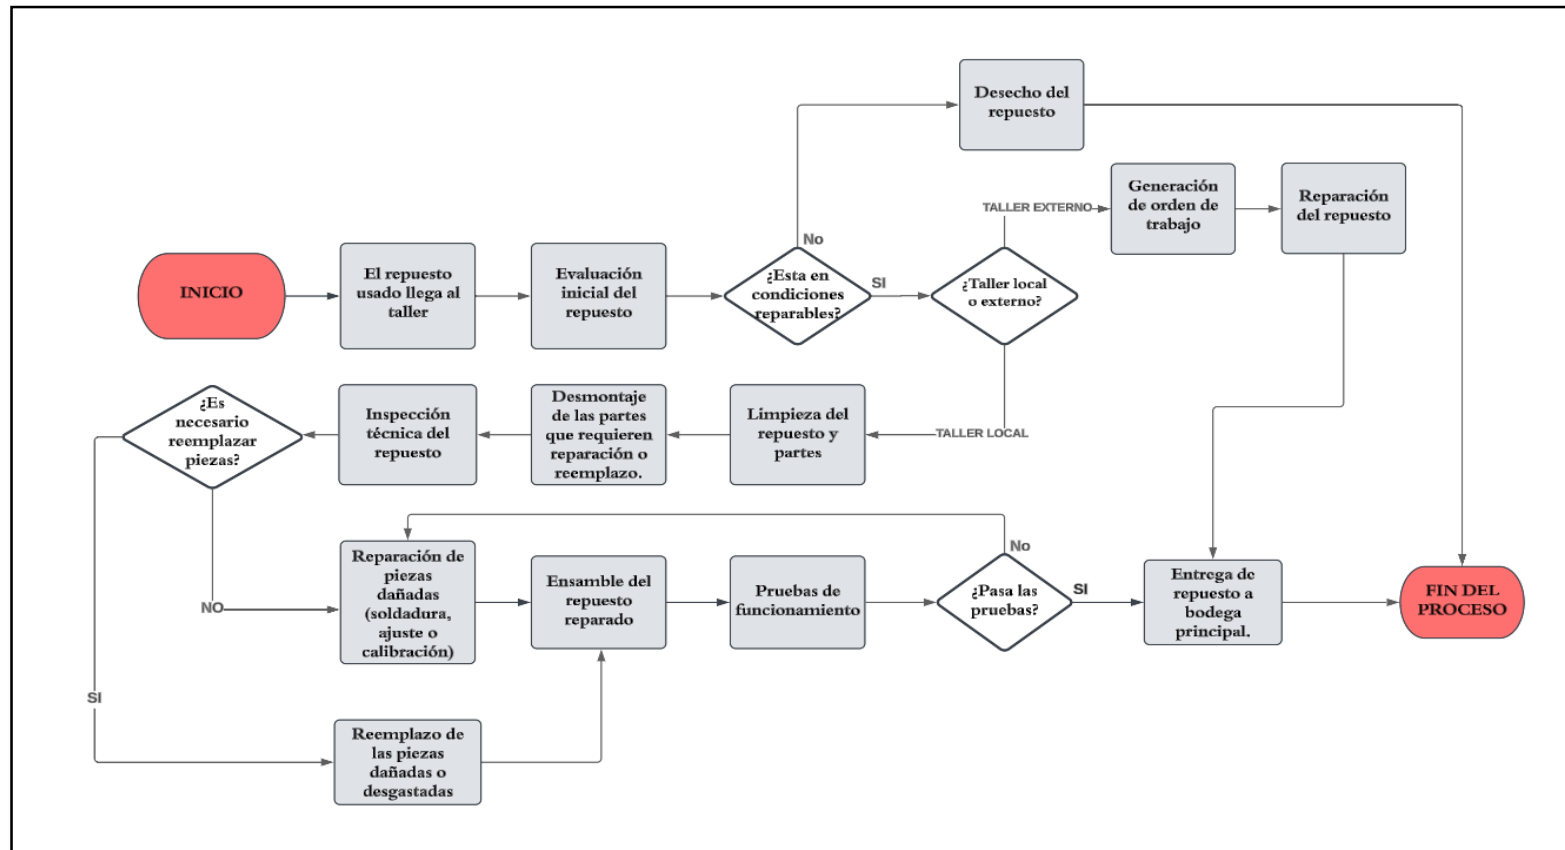 Desecho del
repuesto
Generación
de orden de
trabajo
Reparación
del repuesto
TALLER EXTERNO
No
INICIO
El repuesto
usado llega al
taller
Evaluación
inicial del
repuesto
¿Esta en
condiciones
reparables?
SI
¿Taller local
o externo?
TALLER LOCAL
Limpieza del
repuesto y
partes
Desmontaje
de las partes
que requieren
reparación o
reemplazo.
Inspección
técnica del
repuesto
¿Es
necesario
reemplazar
piezas?
NO
SI
Reparación de
piezas
dañadas
(soldadura,
ajuste o
calibración)
Ensamble del
repuesto
reparado
Pruebas de
funcionamiento
No
¿Pasa las
pruebas?
SI
Entrega de
repuesto a
bodega
principal.
FIN DEL
PROCESO
Reemplazo de
las piezas
dañadas o
desgastadas